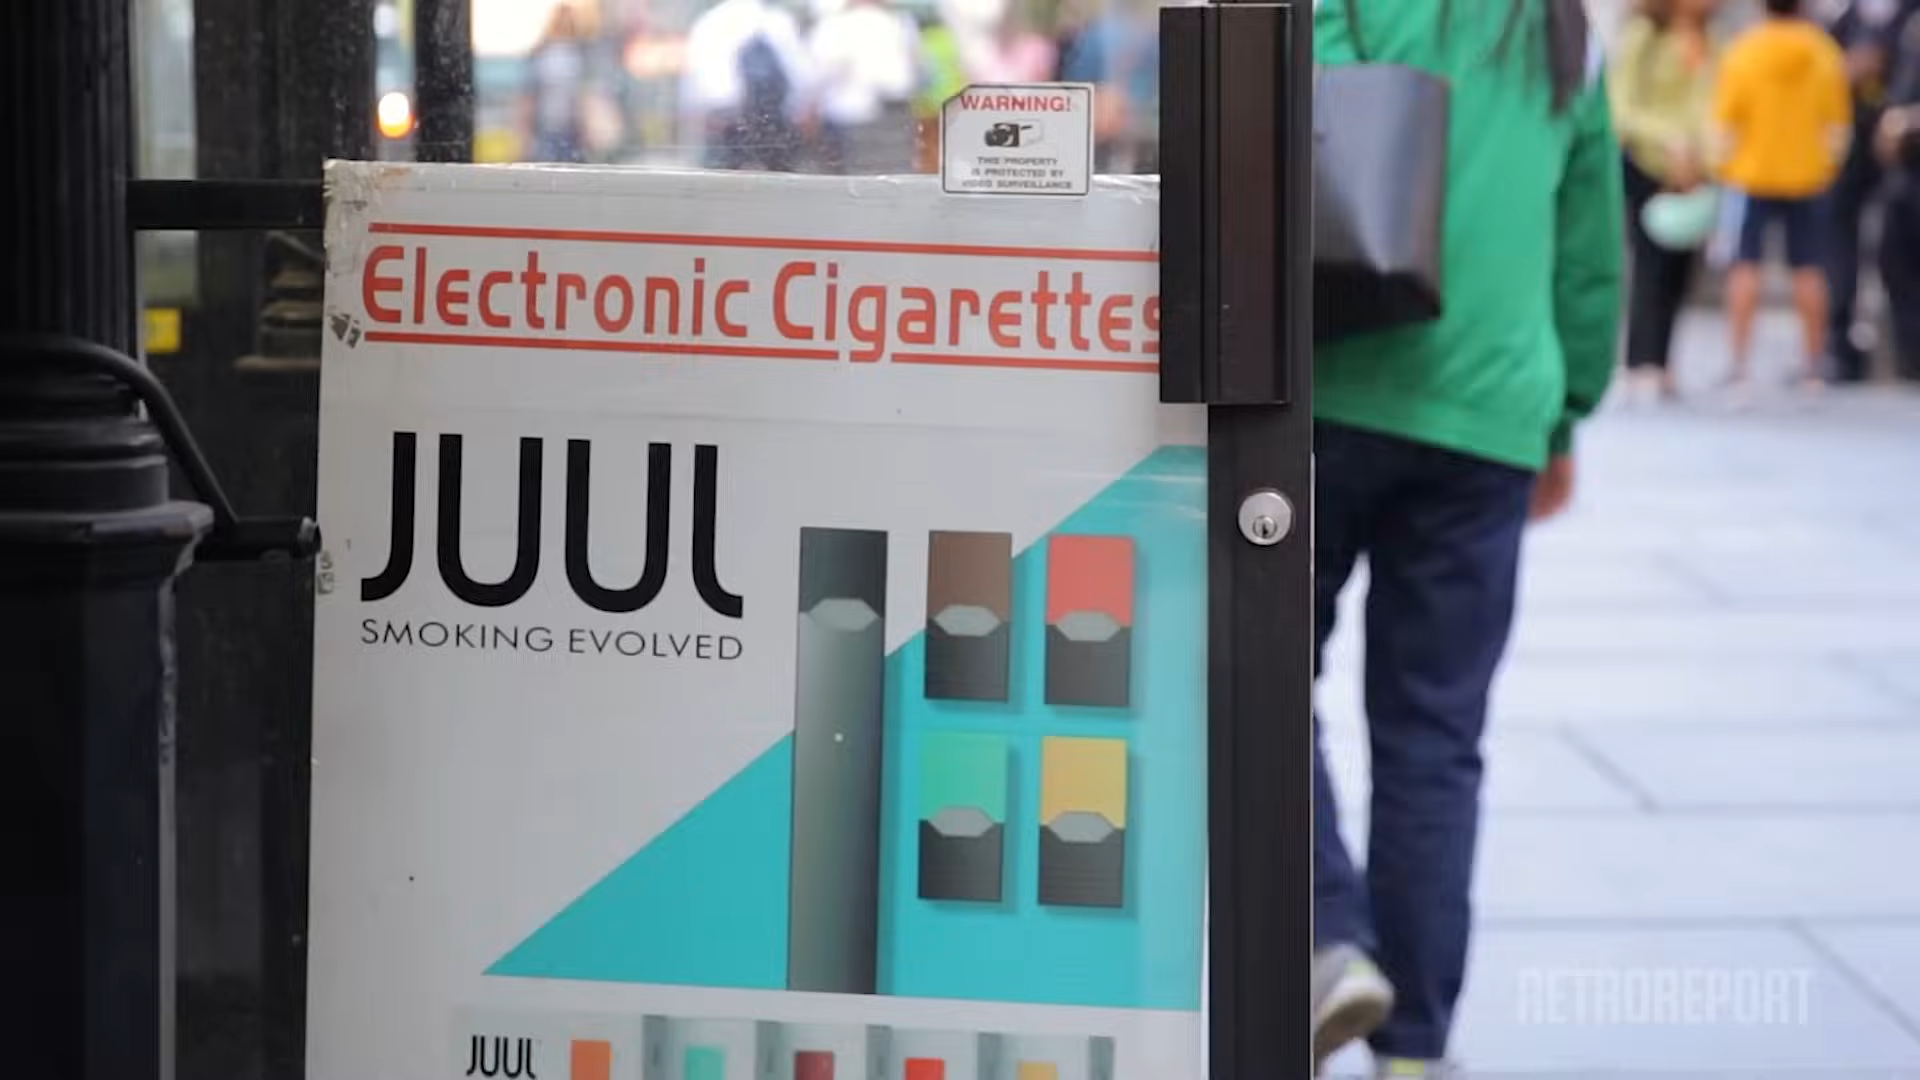 WARNING!
THIS PROPERTY
IS PROTECTED BY
VIDEO SURVEILLANCE
Electronic Cigarettes
JUUL
SMOKING EVOLVED
JUUL
RETROREPORT